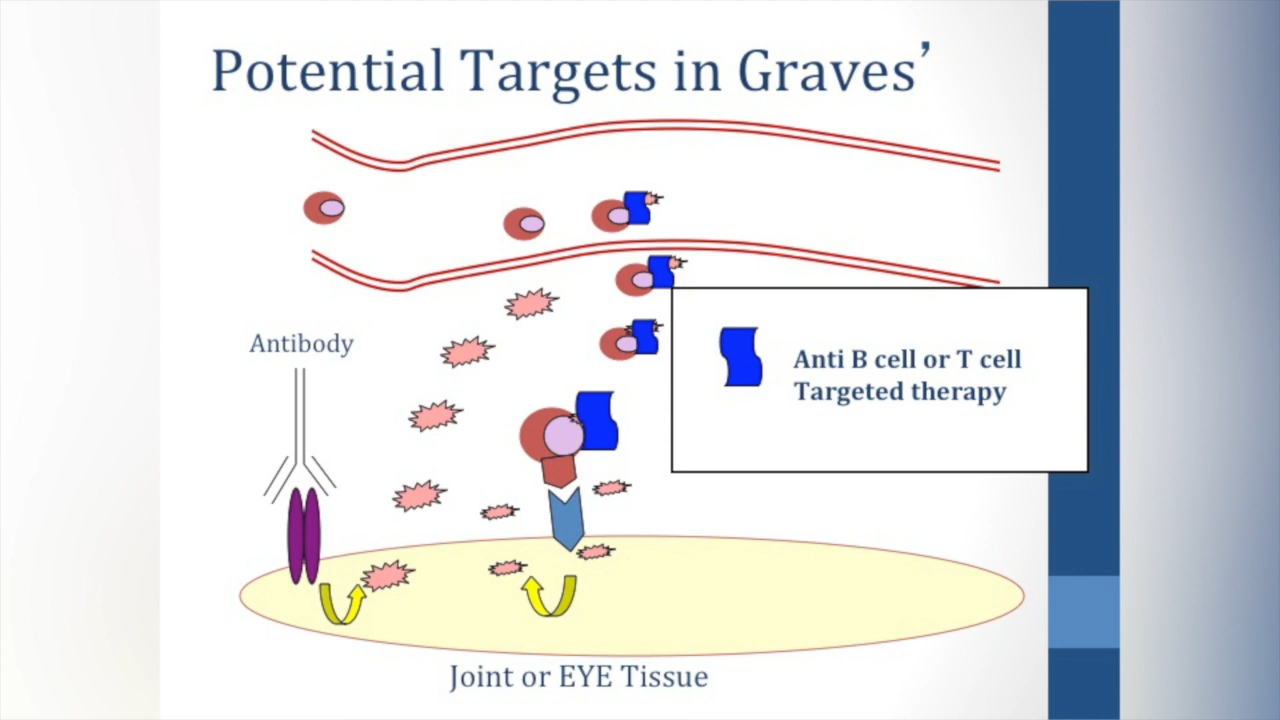 Potential Targets in Graves’
Antibody
Anti B cell or T cell
Targeted therapy
Joint or EYE Tissue